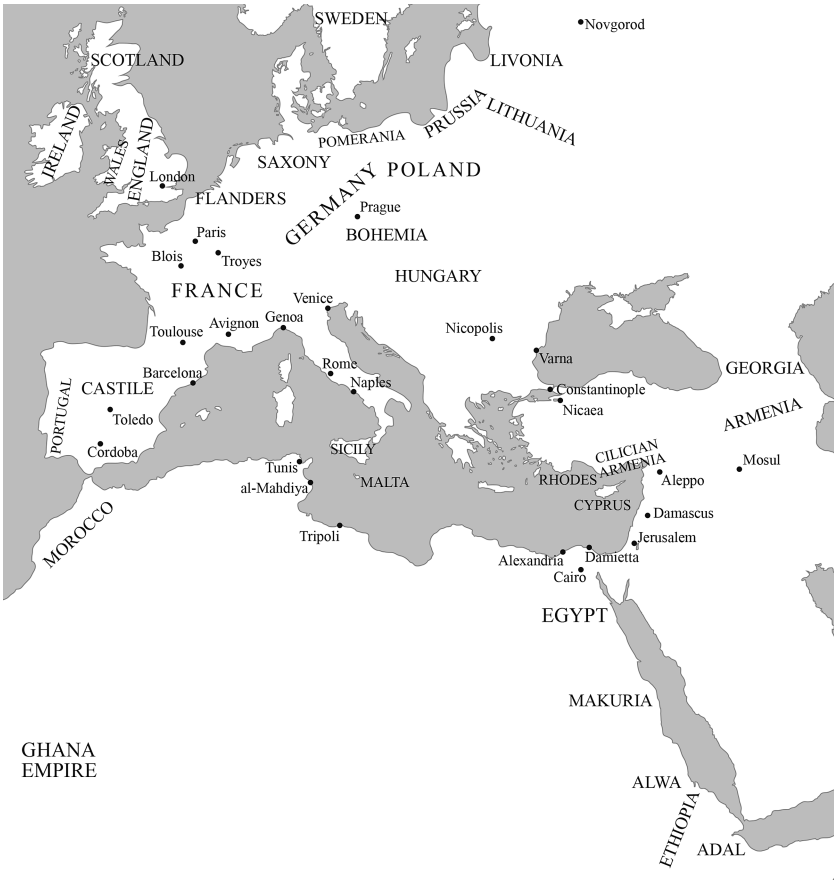 SWEDEN
Novgorod
SCOTLAND
LIVONIA
IRELAND
WALES
ENGLAND
London
POMERANIA
PRUSSIA
LITHUANIA
SAXONY
POLAND
FLANDERS
GERMANY
Prague
BOHEMIA
Paris
Blois
Troyes
HUNGARY
FRANCE
Venice
Genoa
Avignon
Toulouse
Nicopolis
Varna
GEORGIA
Barcelona
Rome
Naples
CASTILE
PORTUGAL
Toledo
Constantinople
Nicaea
ARMENIA
Córdoba
SICILY
Tunis
al-Mahdiya
MALTA
CILICIAN
ARMENIA
RHODES
CYPRUS
Aleppo
Mosul
Damascus
MOROCCO
Tripoli
Jerusalem
Alexandria
Damietta
Cairo
EGYPT
MAKURIA
GHANA
EMPIRE
ALWA
ETHIOPIA
ADAL